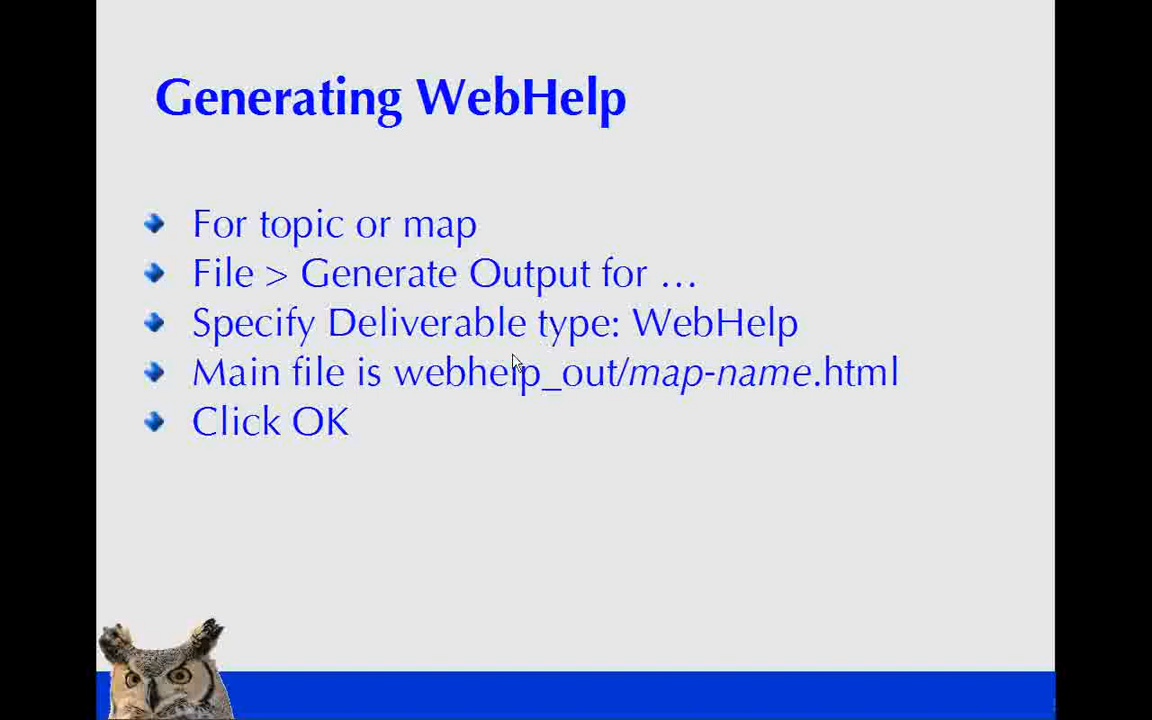 Generating WebHelp
For topic or map
File > Generate Output for …
Specify Deliverable type: WebHelp
Main file is webhelp_out/map-name.html
Click OK